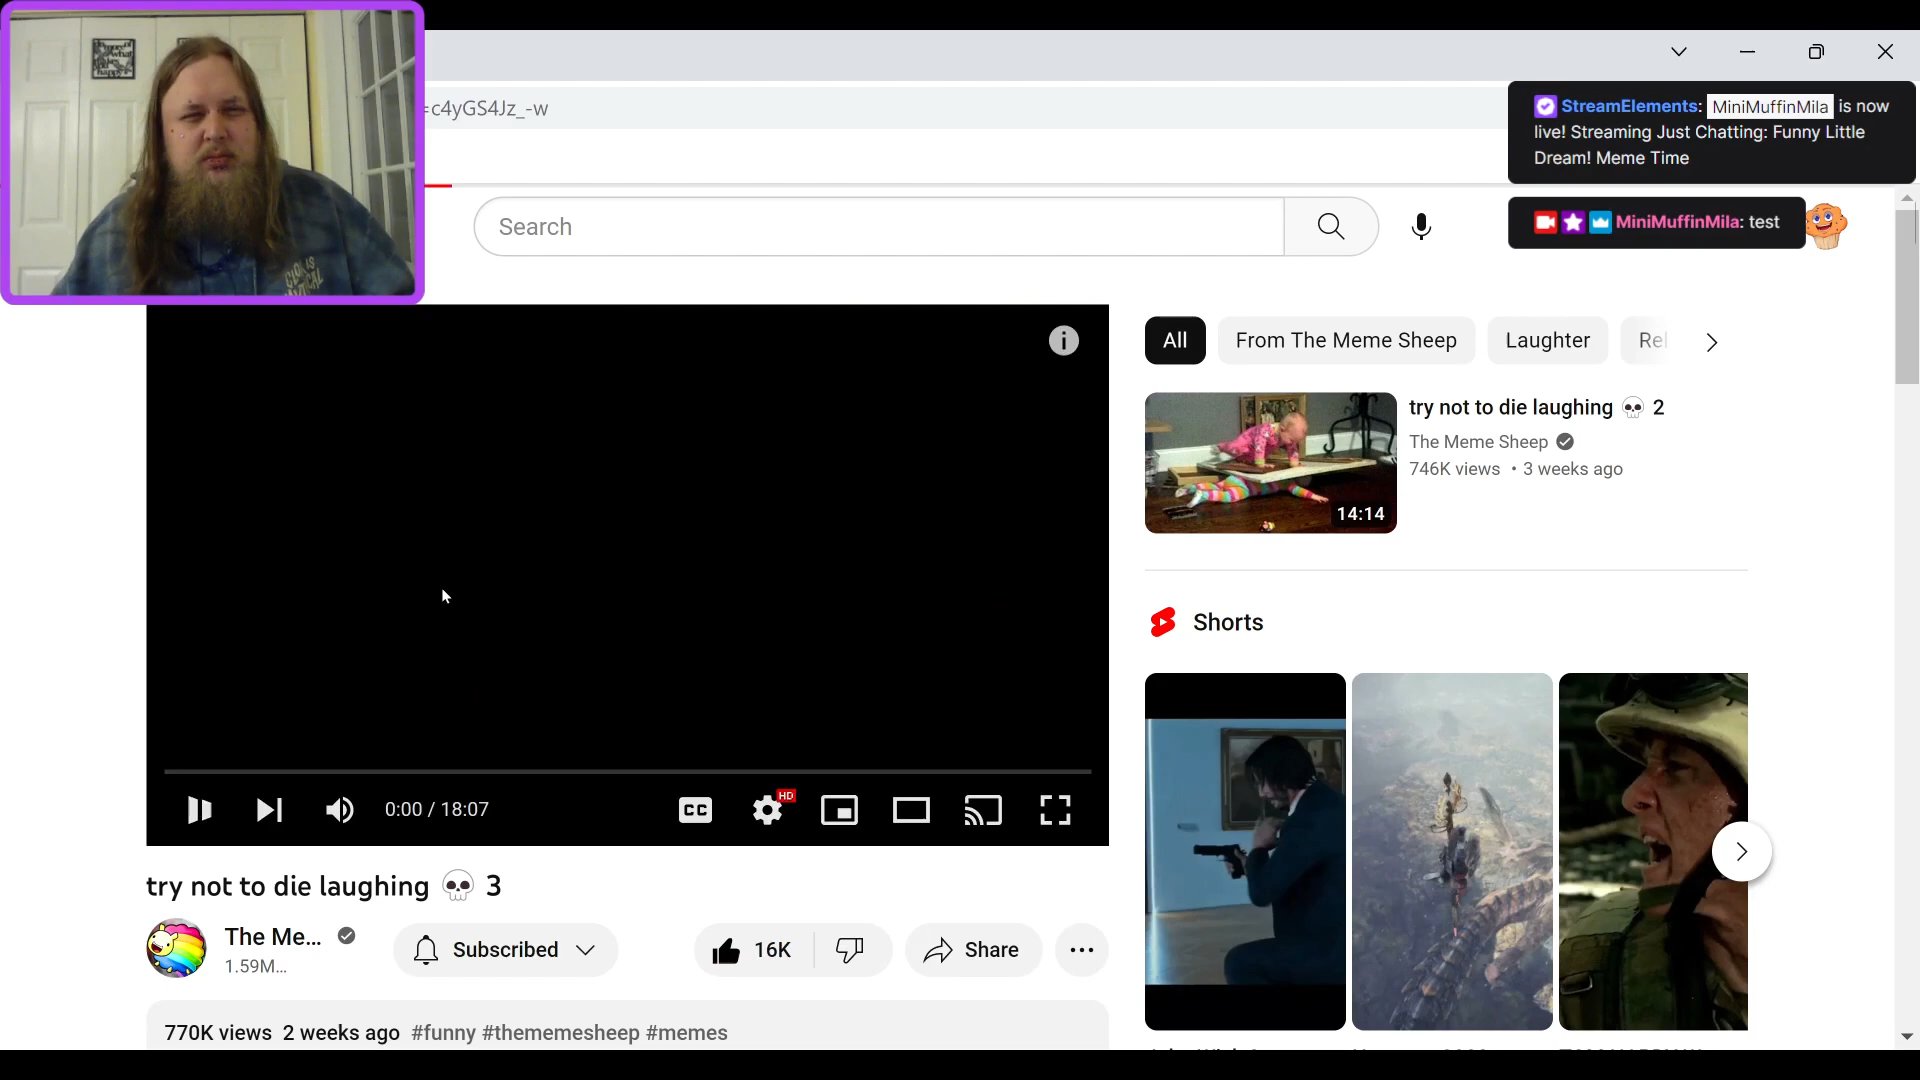 =c4yGS4Jz_-w
StreamElements: MiniMuffinMila is now
live! Streaming Just Chatting: Funny Little
Dream! Meme Time
MiniMuffinMila: test
Search
All
From The Meme Sheep
Laughter
Rel
try not to die laughing 💀 2
The Meme Sheep
746K views • 3 weeks ago
14:14
Shorts
0:00 / 18:07
CC
HD
try not to die laughing 💀 3
The Me...
1.59M...
Subscribed
16K
Share
770K views 2 weeks ago #funny #thememesheep #memes